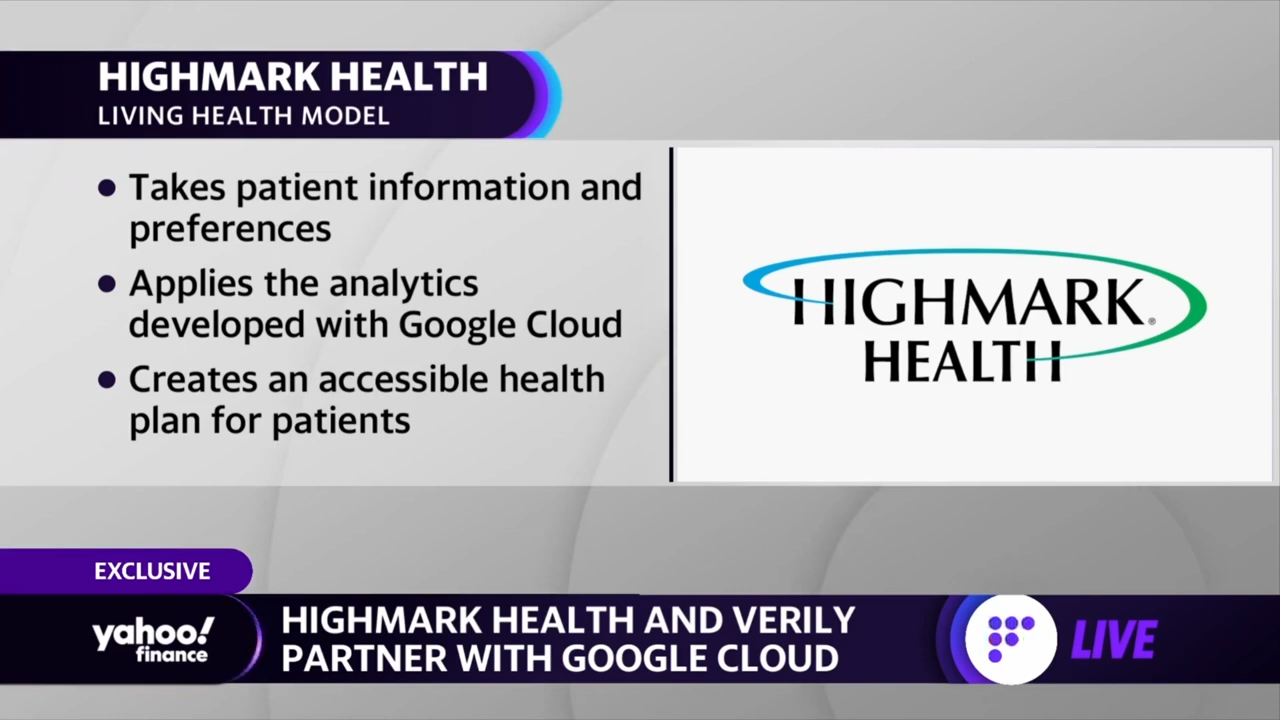 HIGHMARK HEALTH
LIVING HEALTH MODEL
• Takes patient information and
preferences
• Applies the analytics
developed with Google Cloud
• Creates an accessible health
plan for patients
HIGHMARK®
HEALTH
EXCLUSIVE
yahoo!
finance
HIGHMARK HEALTH AND VERILY
PARTNER WITH GOOGLE CLOUD
LIVE